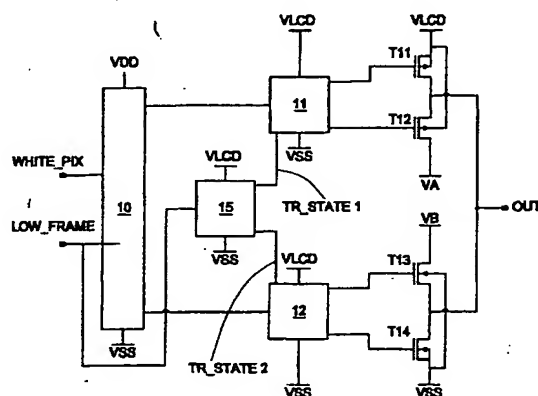 VLCD
VLCD
T11
VDD
11
T12
WHITE_PIX
VLCD
VSS
VA
10
15
TR_STATE 1
OUT
LOW_FRAME
VB
VSS
VLCD
T13
12
T14
VSS
TR_STATE 2
VSS
VSS